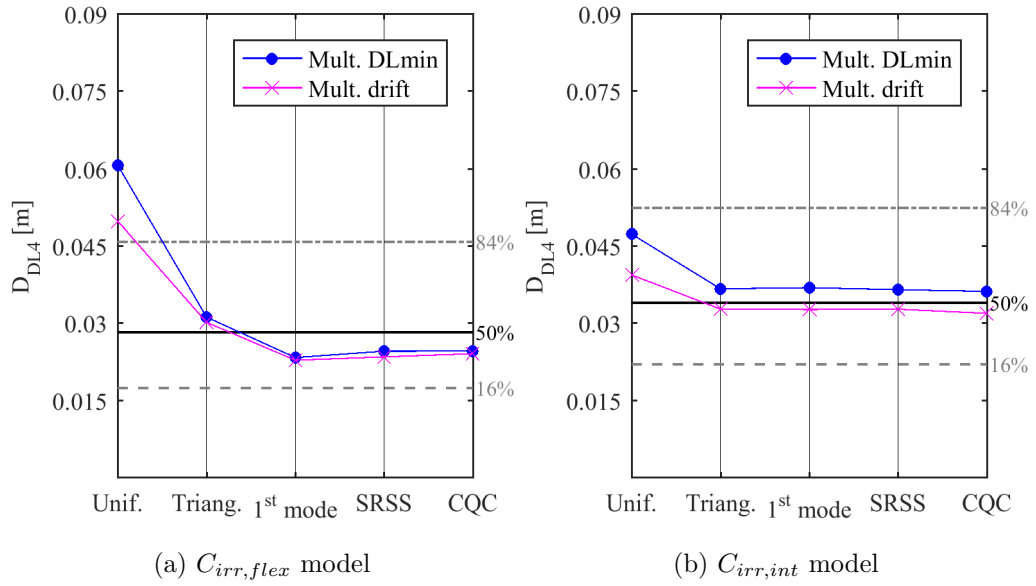 0.09
0.075
0.06
0.045
0.03
0.015
D_DL4 [m]
Mult. DLmin
Mult. drift
84%
50%
16%
Unif. Triang. 1st mode SRSS CQC
(a) C_irr,flex model
0.09
0.075
0.06
0.045
0.03
0.015
D_DL4 [m]
Mult. DLmin
Mult. drift
84%
50%
16%
Unif. Triang. 1st mode SRSS CQC
(b) C_irr,int model